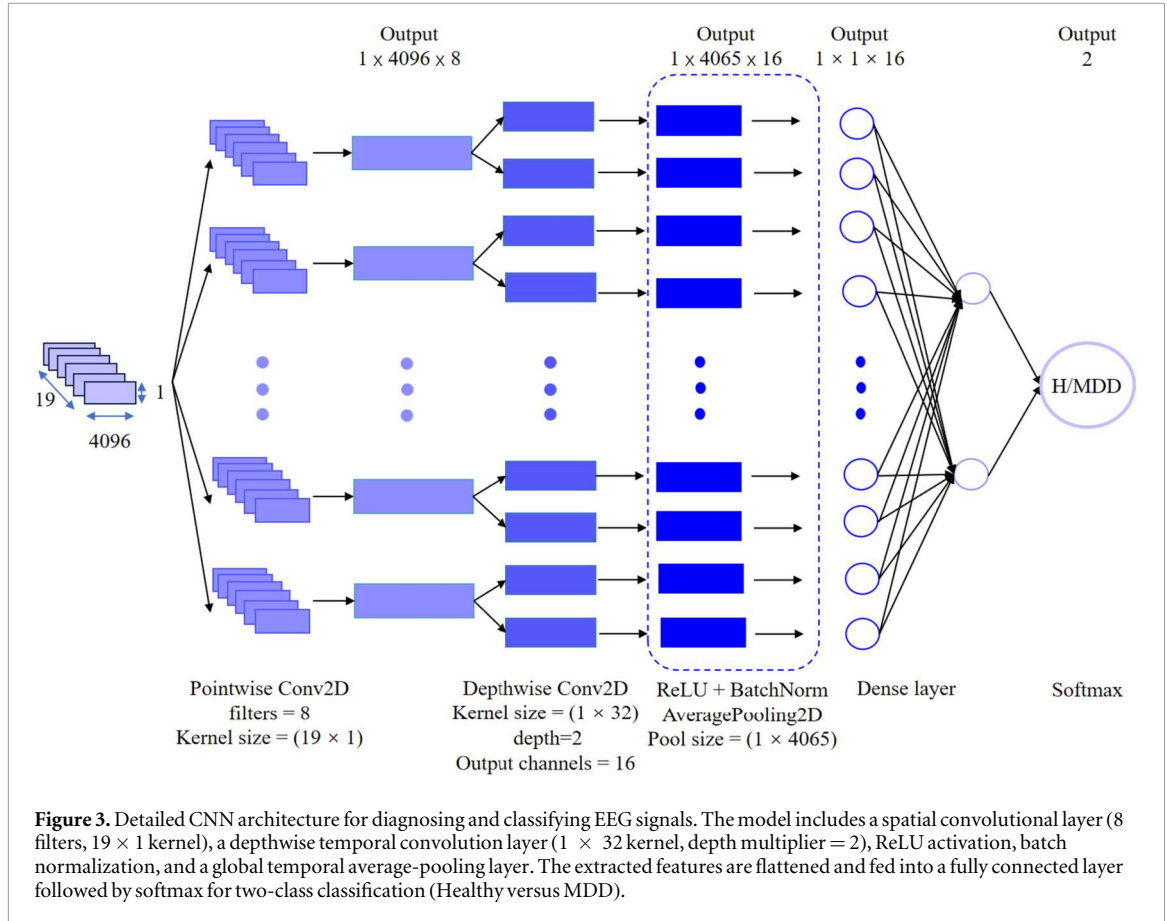 Output
1 x 4096 x 8
Output
1 x 4065 x 16
Output
1 × 1 × 16
Output
2
19
1
4096
H/MDD
Pointwise Conv2D
filters = 8
Kernel size = (19 × 1)
Depthwise Conv2D
Kernel size = (1 × 32)
depth=2
Output channels = 16
ReLU + BatchNorm
AveragePooling2D
Pool size = (1 × 4065)
Dense layer
Softmax
Figure 3. Detailed CNN architecture for diagnosing and classifying EEG signals. The model includes a spatial convolutional layer (8
filters, 19 × 1 kernel), a depthwise temporal convolution layer (1 × 32 kernel, depth multiplier = 2), ReLU activation, batch
normalization, and a global temporal average-pooling layer. The extracted features are flattened and fed into a fully connected layer
followed by softmax for two-class classification (Healthy versus MDD).